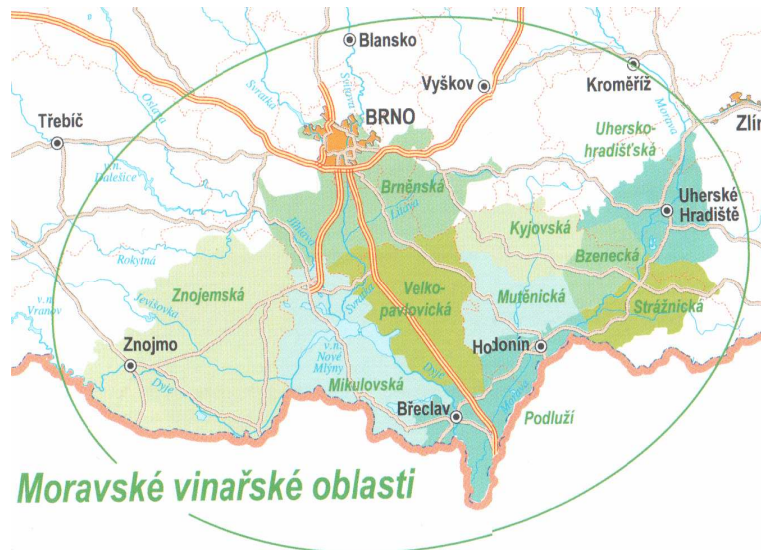 Blansko
Svratka
Svitava
Oslava
Vyškov
Kroměříž
Morava
Třebíč
BRNO
Zlín
Uhersko-
hradišťská
v.n.
Dalešice
Brněnská
Litava
Uherské
Hradiště
Jihlava
Kyjovská
Rokytná
Bzenecká
Znojemská
Velko-
pavlovická
Mutěnická
Strážnická
Svratka
Jevišovka
v.n.
Vranov
v.n.
Nové
Mlýny
Hodonín
Znojmo
Dyje
Dyje
Mikulovská
Morava
Břeclav
Podluží
Moravské vinařské oblasti